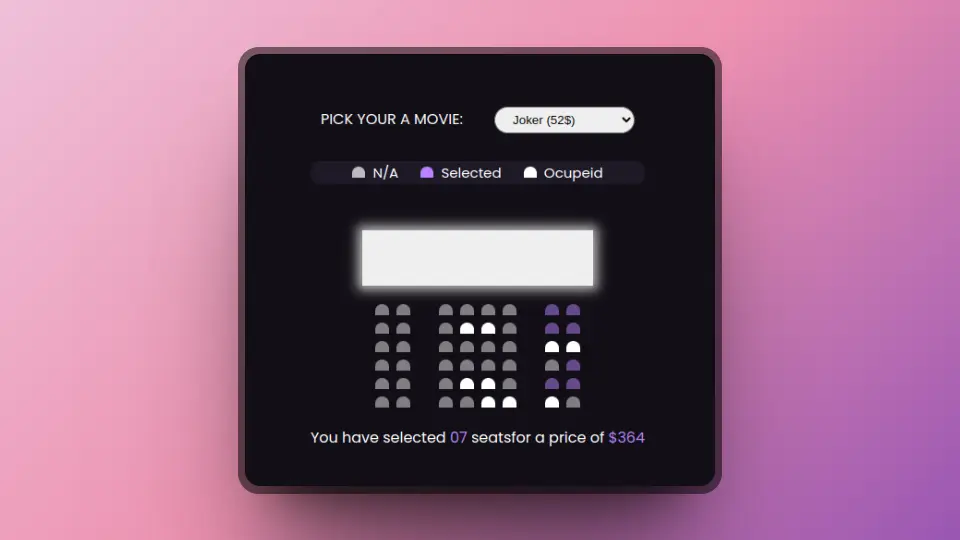 PICK YOUR A MOVIE: Joker (52$)
N/A Selected Ocupeid
You have selected 07 seatsfor a price of $364